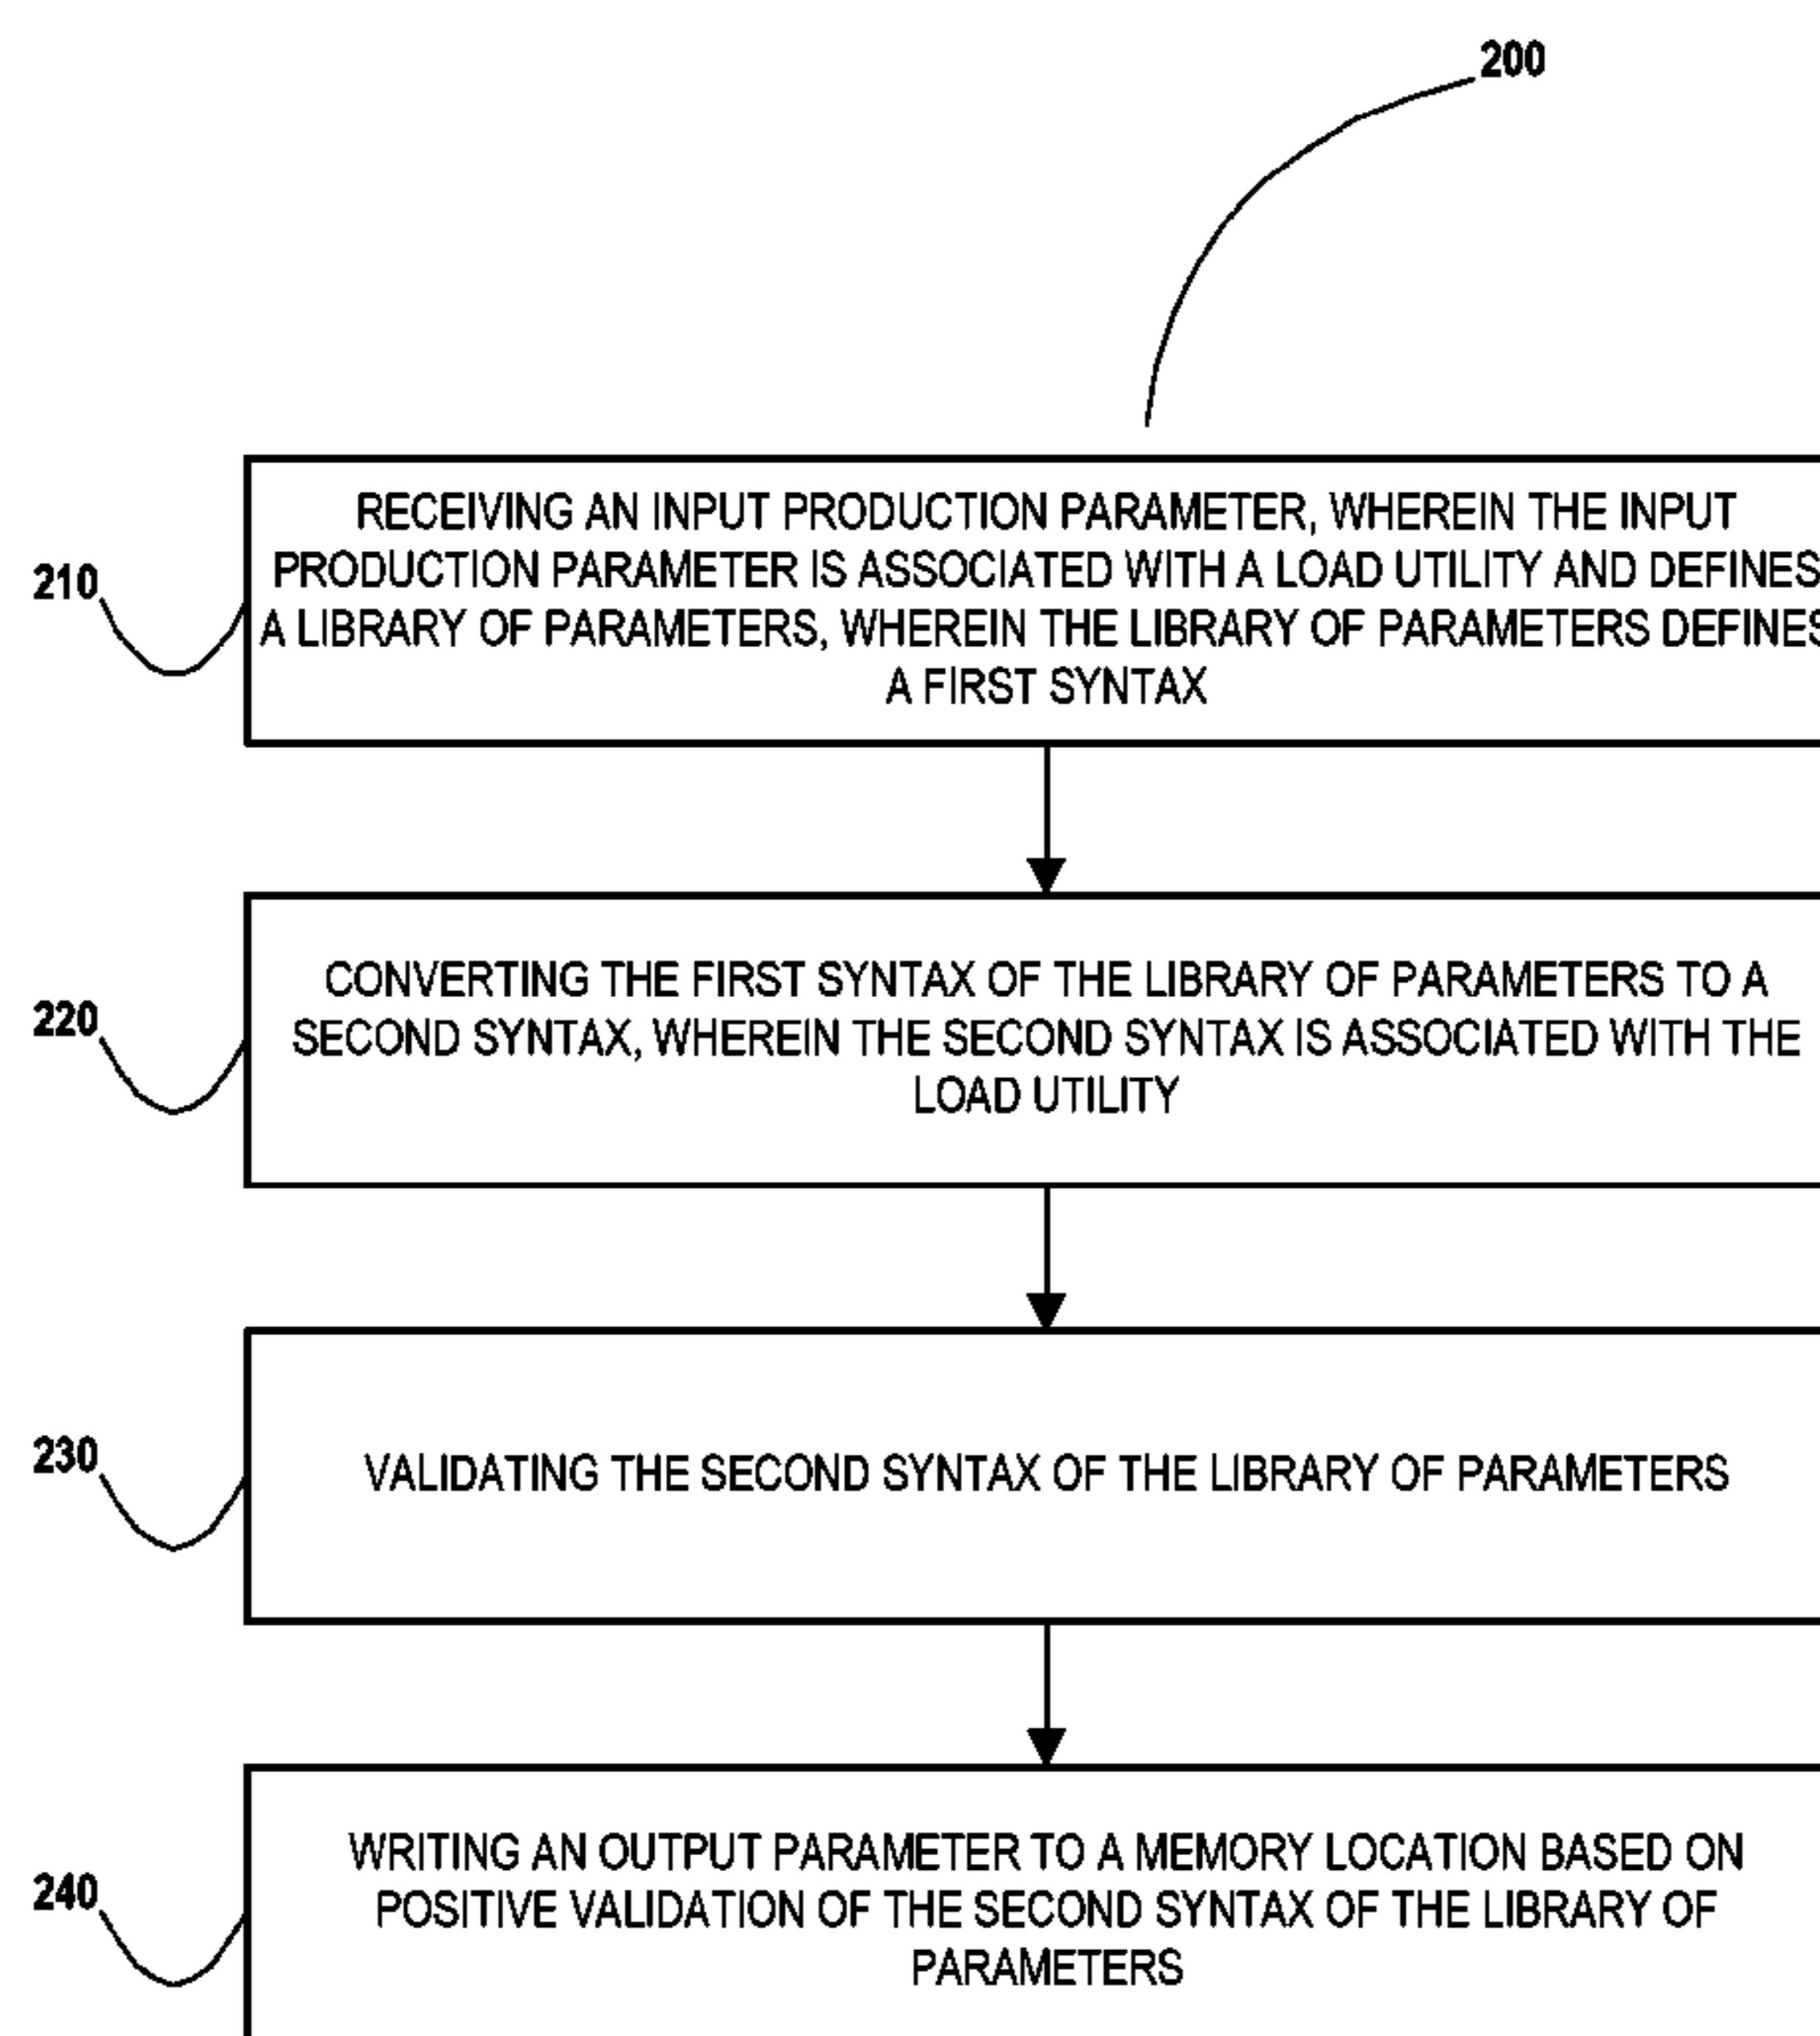 200
210
RECEIVING AN INPUT PRODUCTION PARAMETER, WHEREIN THE INPUT
PRODUCTION PARAMETER IS ASSOCIATED WITH A LOAD UTILITY AND DEFINES
A LIBRARY OF PARAMETERS, WHEREIN THE LIBRARY OF PARAMETERS DEFINES
A FIRST SYNTAX
220
CONVERTING THE FIRST SYNTAX OF THE LIBRARY OF PARAMETERS TO A
SECOND SYNTAX, WHEREIN THE SECOND SYNTAX IS ASSOCIATED WITH THE
LOAD UTILITY
230
VALIDATING THE SECOND SYNTAX OF THE LIBRARY OF PARAMETERS
240
WRITING AN OUTPUT PARAMETER TO A MEMORY LOCATION BASED ON
POSITIVE VALIDATION OF THE SECOND SYNTAX OF THE LIBRARY OF
PARAMETERS